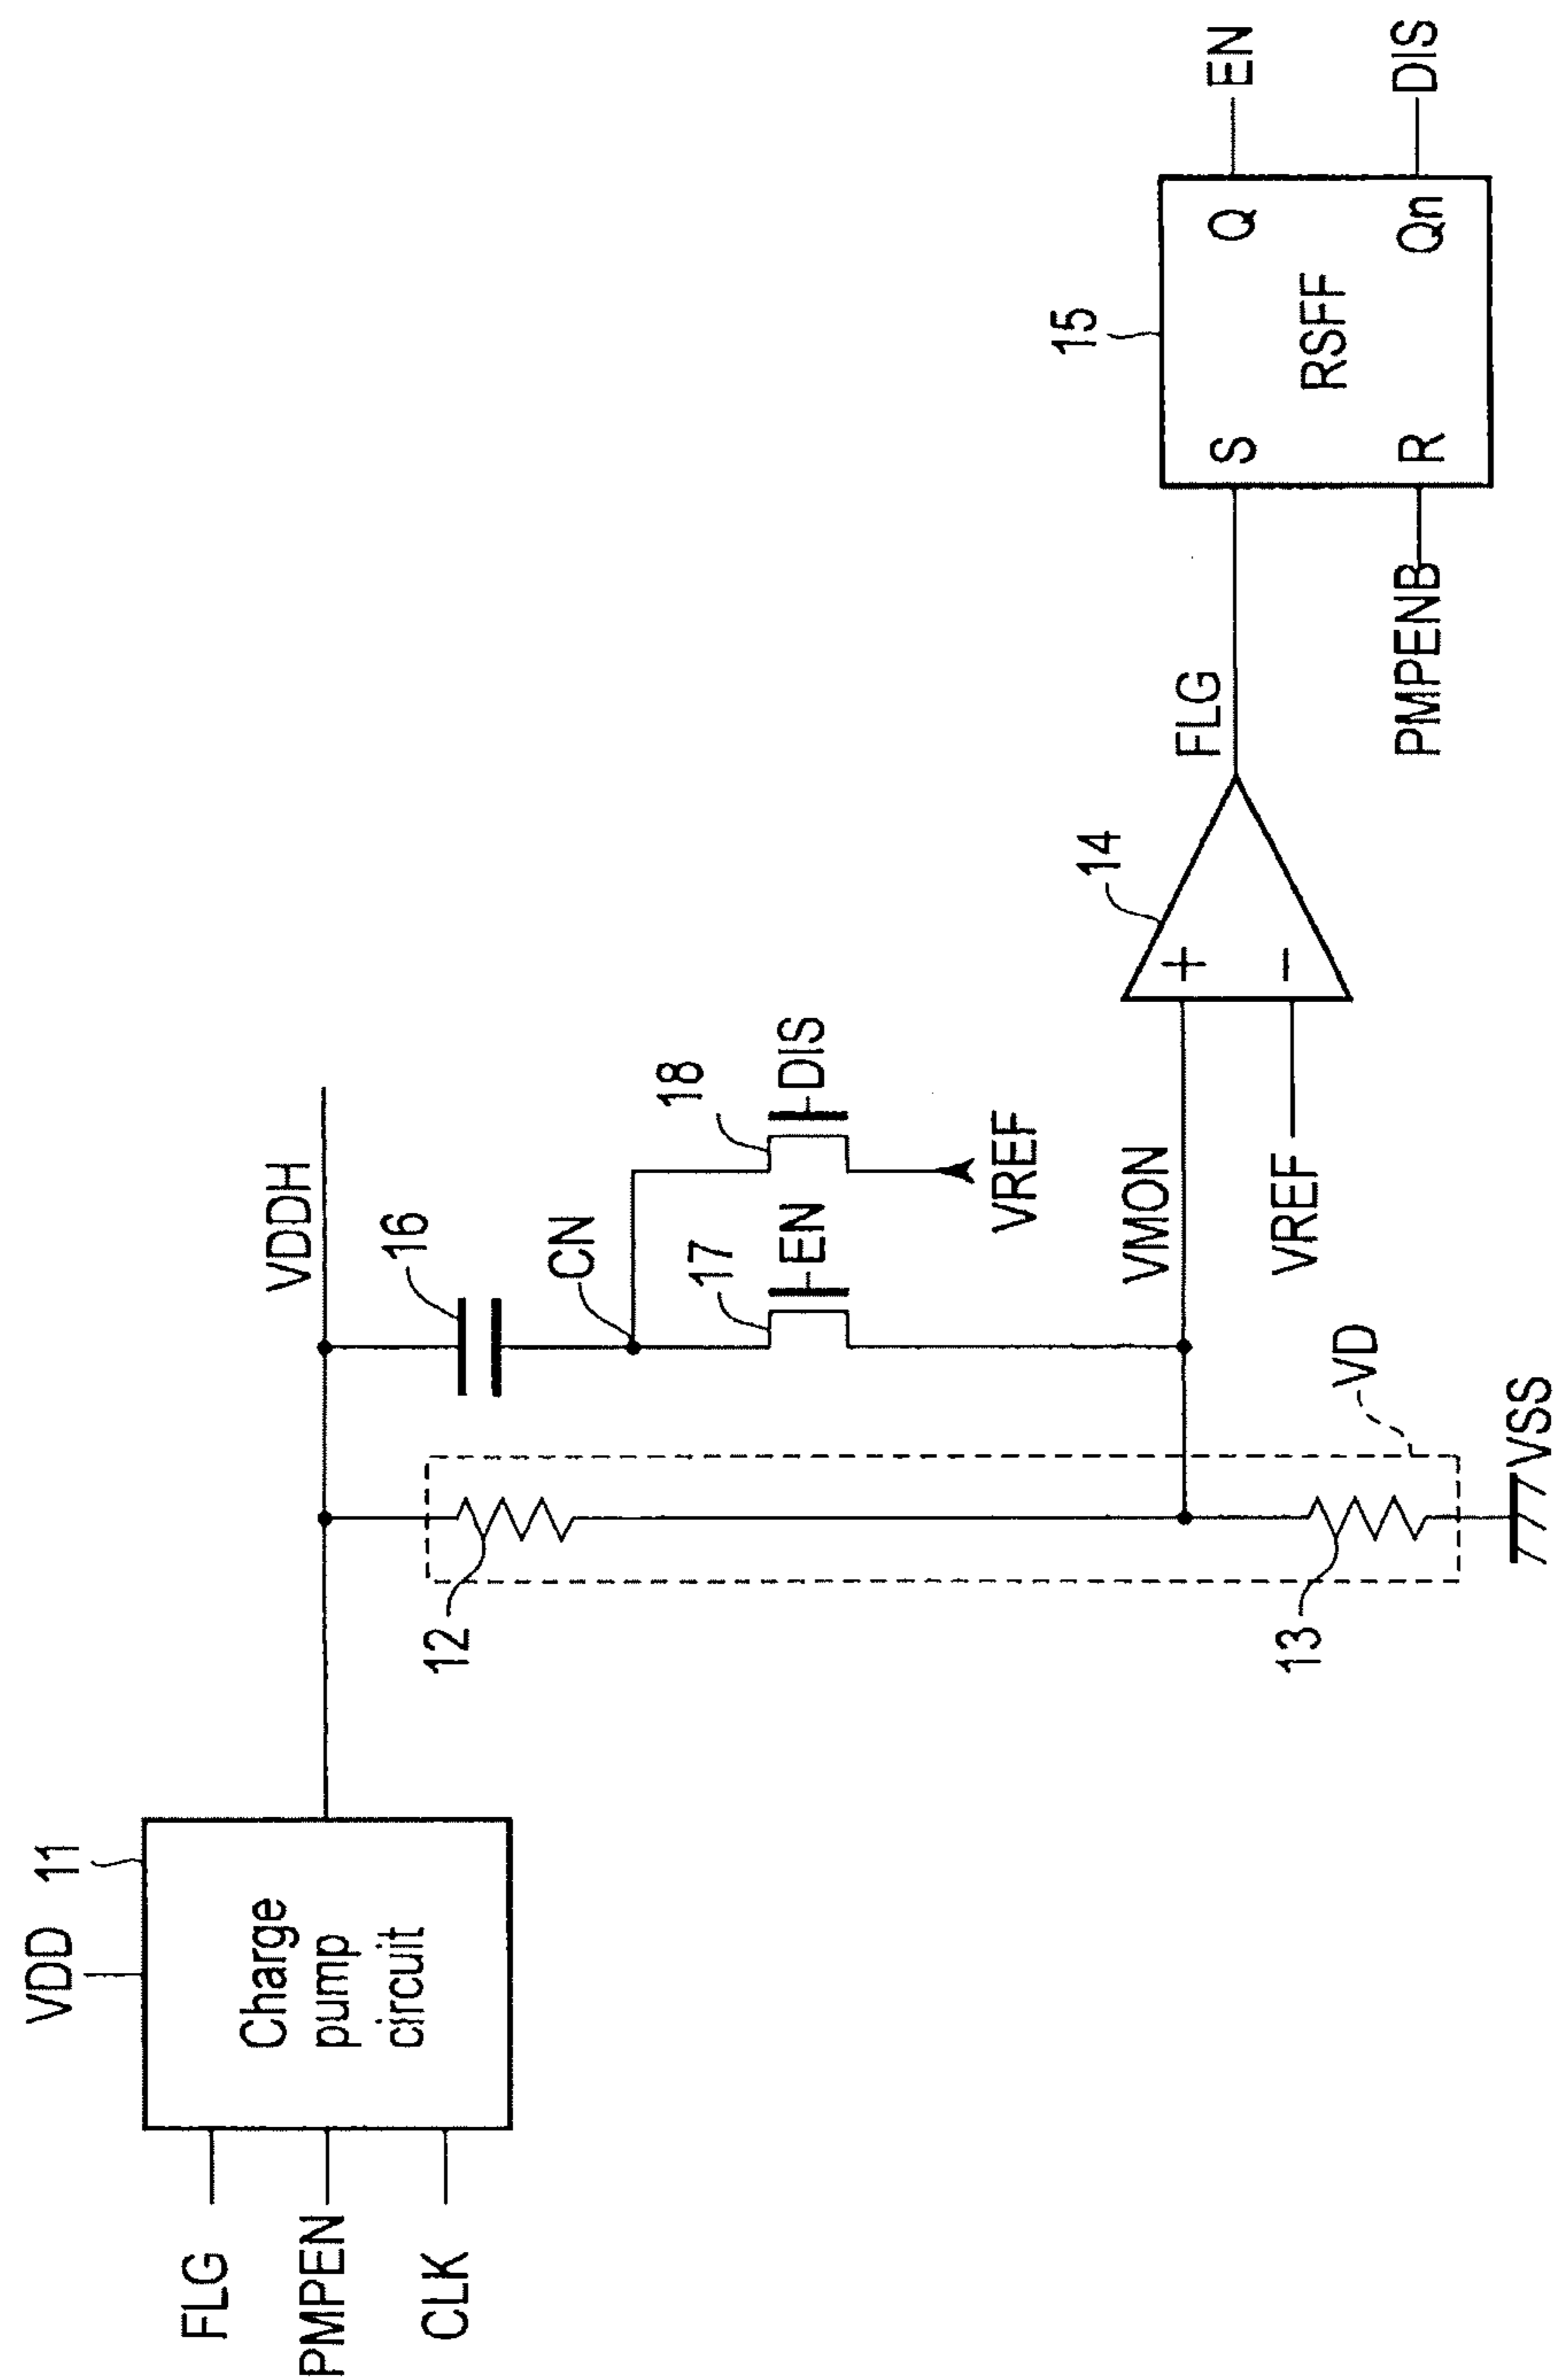 VDD
11
FLG
PMPEN
CLK
Charge
pump
circuit
VDDH
12
13
VD
VSS
16
CN
17
EN
18
DIS
VREF
VMON
VREF
14
+
−
FLG
PMPENB
15
S
R
RSFF
Q
Qn
EN
DIS